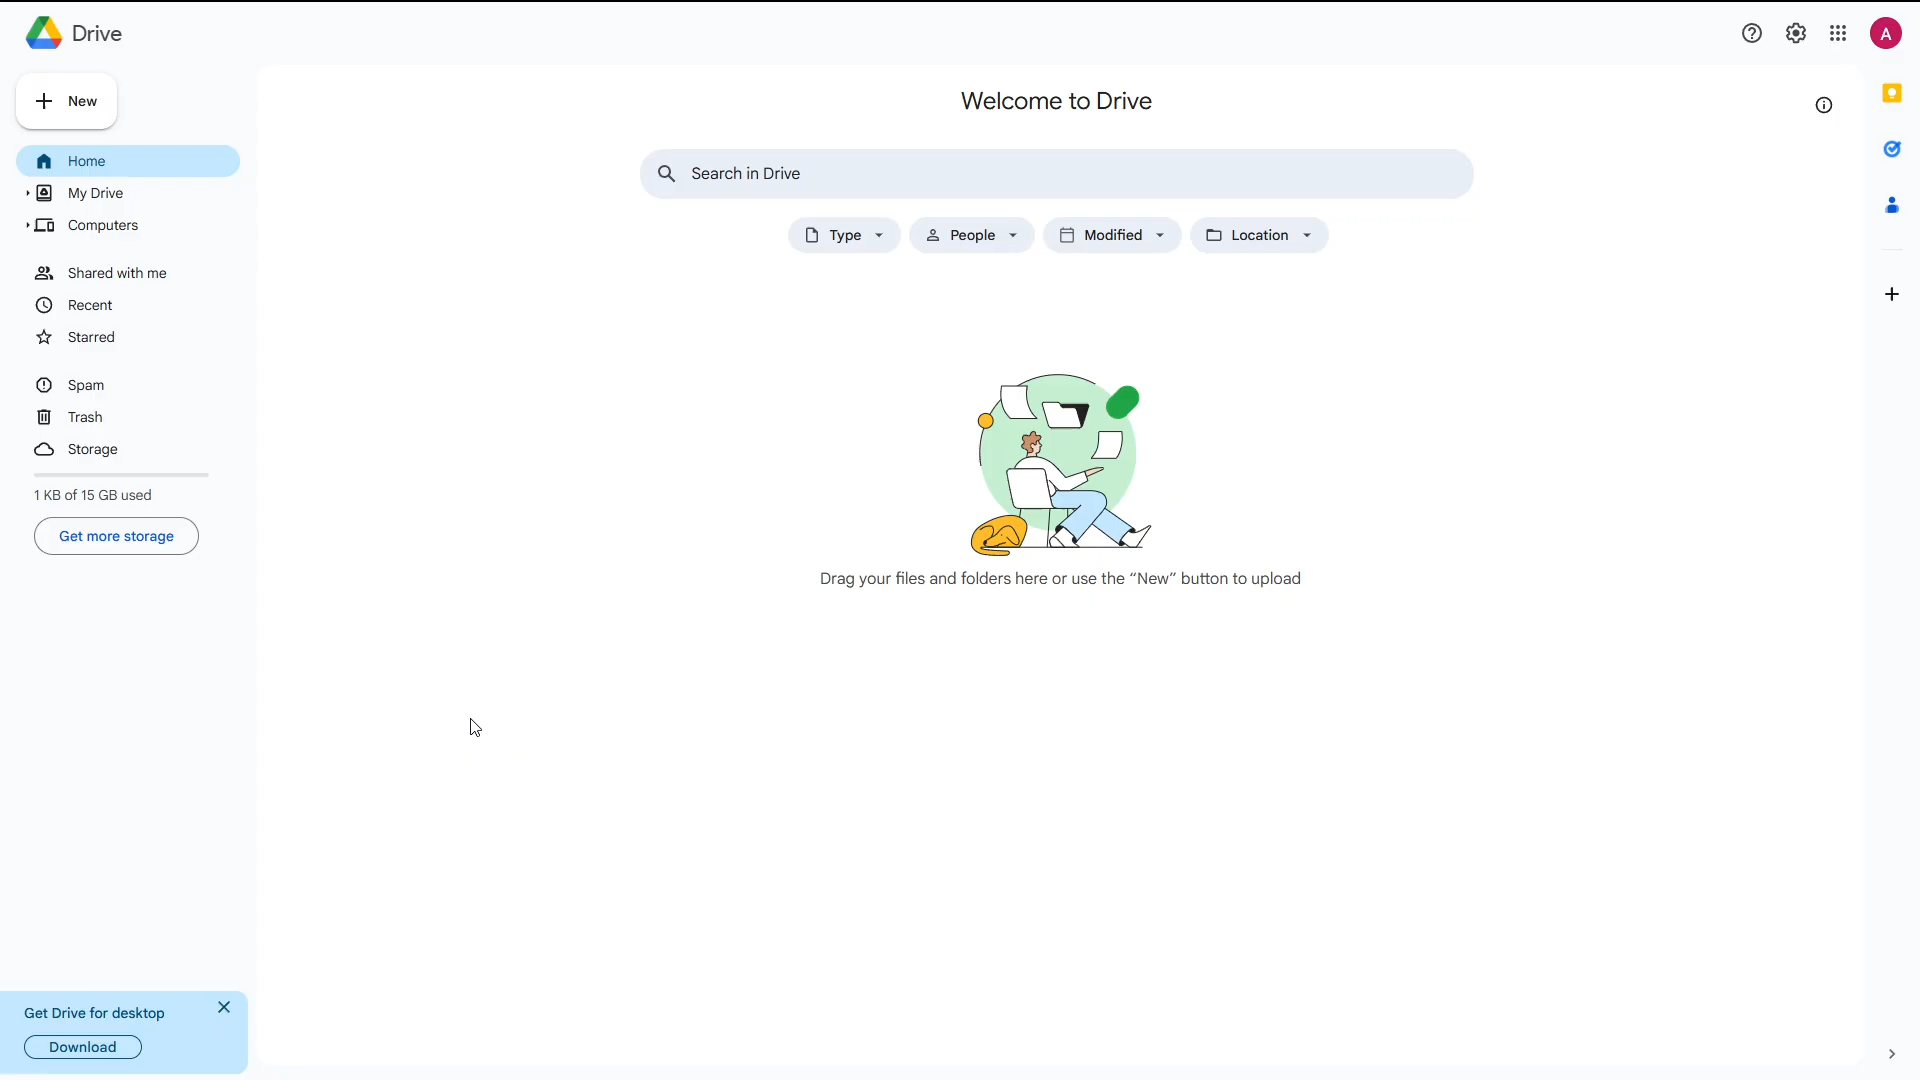 Drive
A
New
Welcome to Drive
Home
My Drive
Computers
Search in Drive
Type
People
Modified
Location
Shared with me
Recent
Starred
Spam
Trash
Storage
1 KB of 15 GB used
Get more storage
Drag your files and folders here or use the “New” button to upload
Get Drive for desktop
Download